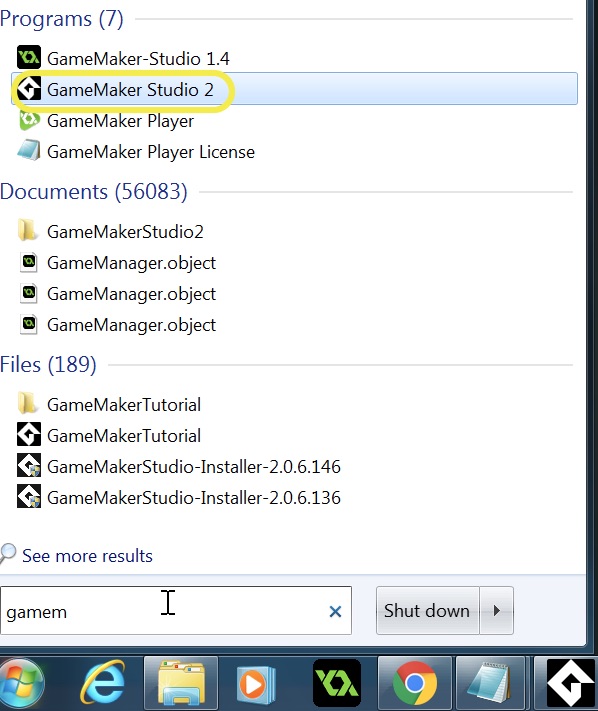 Programs (7)
GameMaker-Studio 1.4
GameMaker Studio 2
GameMaker Player
GameMaker Player License
Documents (56083)
GameMakerStudio2
GameManager.object
GameManager.object
GameManager.object
Files (189)
GameMakerTutorial
GameMakerTutorial
GameMakerStudio-Installer-2.0.6.146
GameMakerStudio-Installer-2.0.6.136
See more results
gamem
Shut down